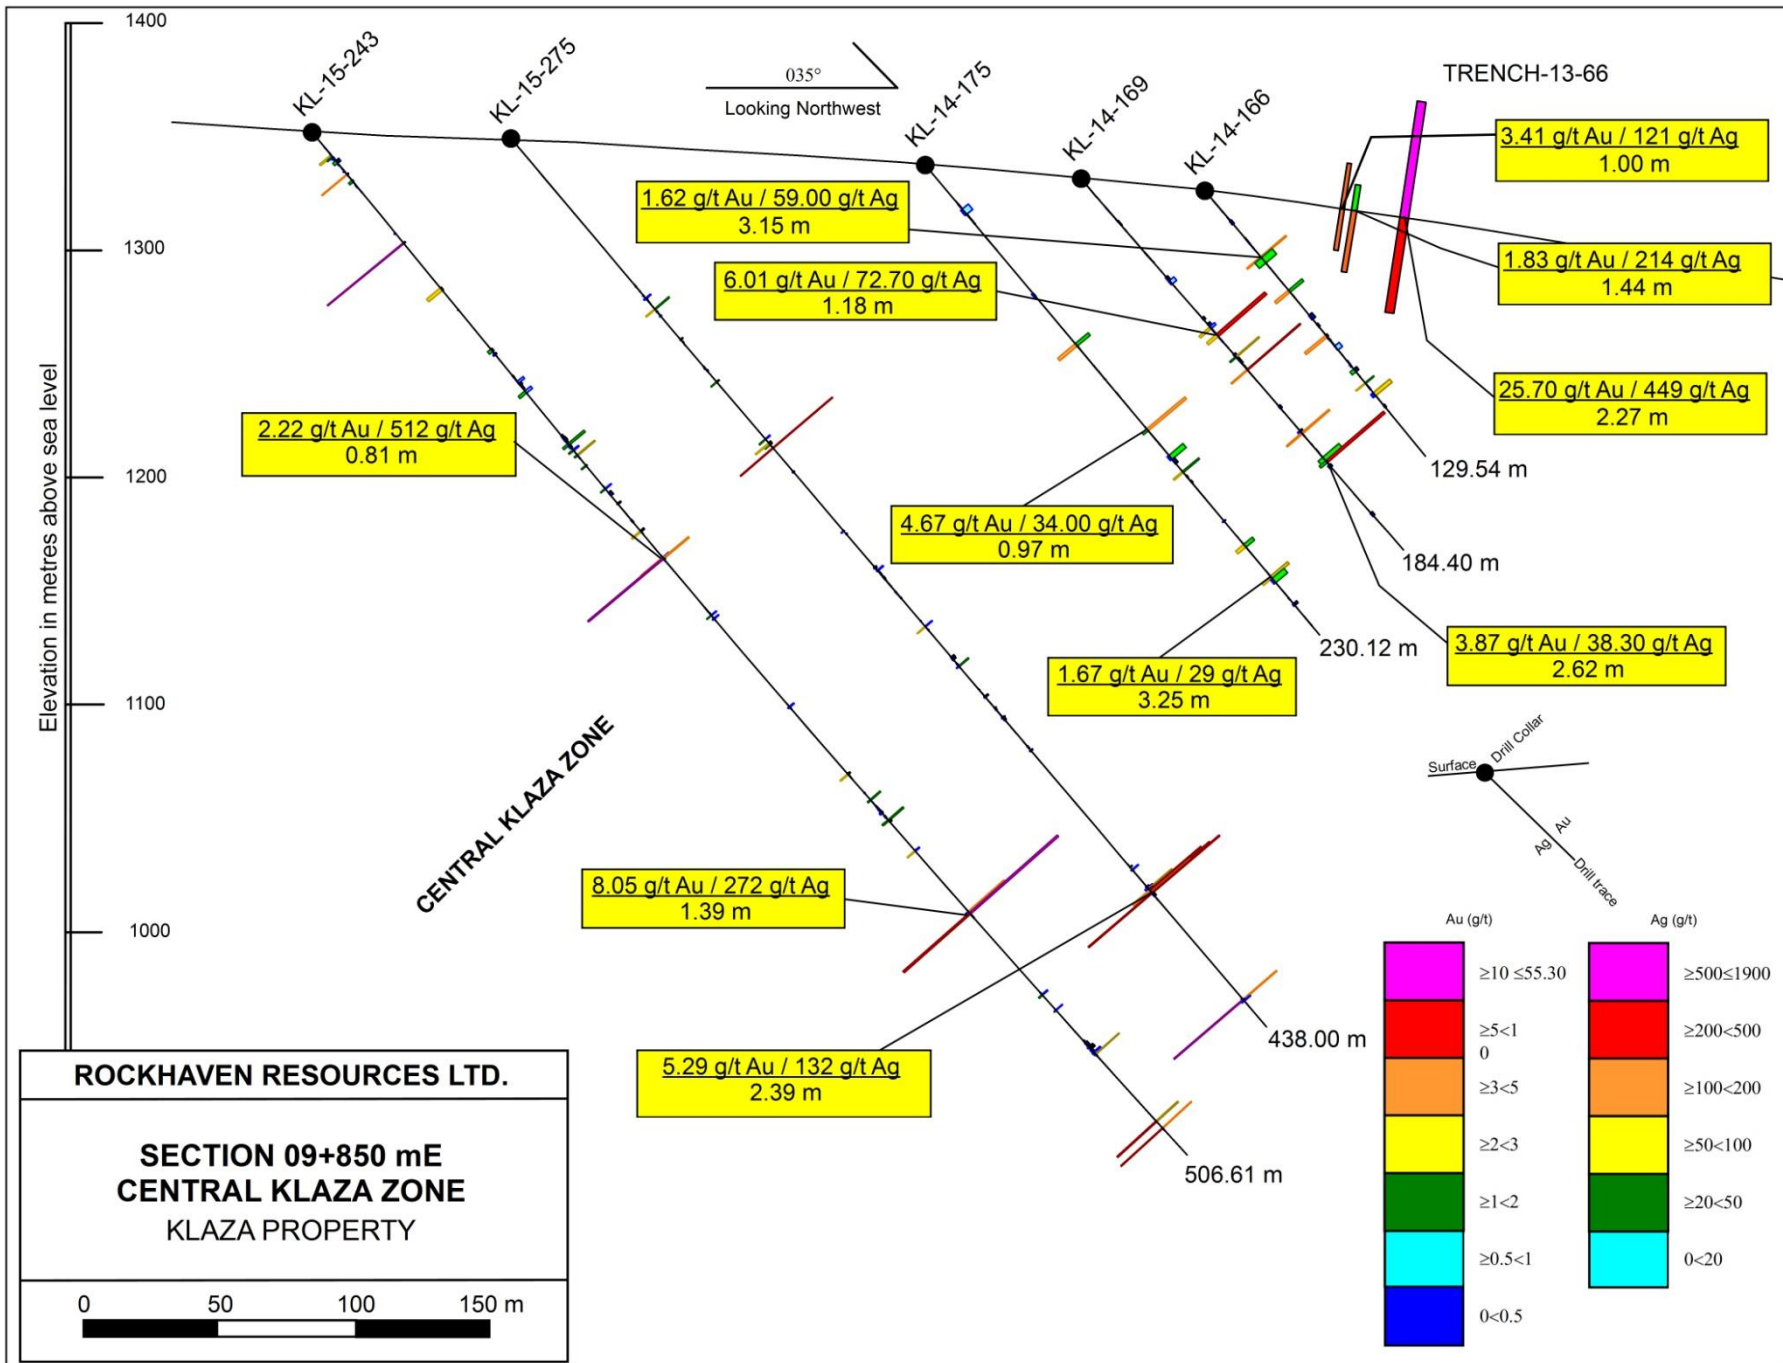 1400
1300
1200
1100
1000
Elevation in metres above sea level
KL-15-243
KL-15-275
035°
Looking Northwest
KL-14-175
KL-14-169
KL-14-166
TRENCH-13-66
3.41 g/t Au / 121 g/t Ag
1.00 m
1.62 g/t Au / 59.00 g/t Ag
3.15 m
1.83 g/t Au / 214 g/t Ag
1.44 m
6.01 g/t Au / 72.70 g/t Ag
1.18 m
25.70 g/t Au / 449 g/t Ag
2.27 m
2.22 g/t Au / 512 g/t Ag
0.81 m
129.54 m
4.67 g/t Au / 34.00 g/t Ag
0.97 m
184.40 m
230.12 m
3.87 g/t Au / 38.30 g/t Ag
2.62 m
1.67 g/t Au / 29 g/t Ag
3.25 m
CENTRAL KLAZA ZONE
8.05 g/t Au / 272 g/t Ag
1.39 m
5.29 g/t Au / 132 g/t Ag
2.39 m
438.00 m
506.61 m
Surface
Drill Collar
Au
Ag
Drill trace
Au (g/t)
≥10 ≤55.30
≥5<1
0
≥3<5
≥2<3
≥1<2
≥0.5<1
0<0.5
Ag (g/t)
≥500≤1900
≥200<500
≥100<200
≥50<100
≥20<50
0<20
ROCKHAVEN RESOURCES LTD.
SECTION 09+850 mE
CENTRAL KLAZA ZONE
KLAZA PROPERTY
0 50 100 150 m